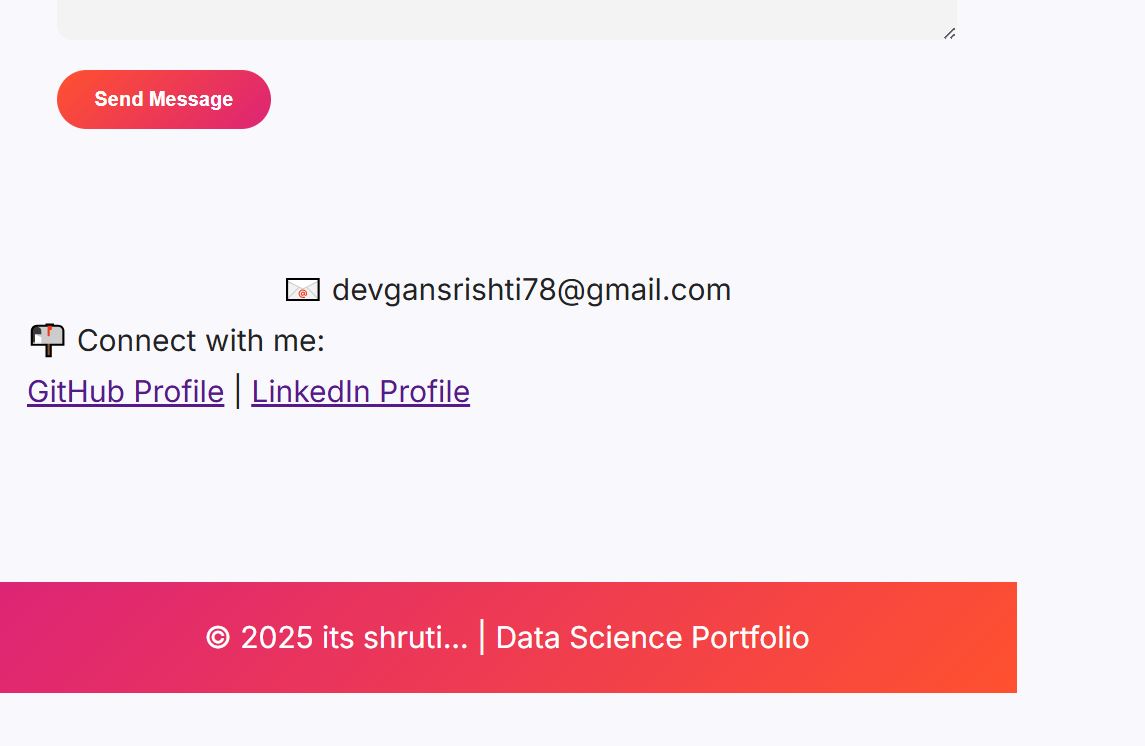 Send Message
📧 devgansrishti78@gmail.com
📬 Connect with me:
GitHub Profile | LinkedIn Profile
© 2025 its shruti... | Data Science Portfolio